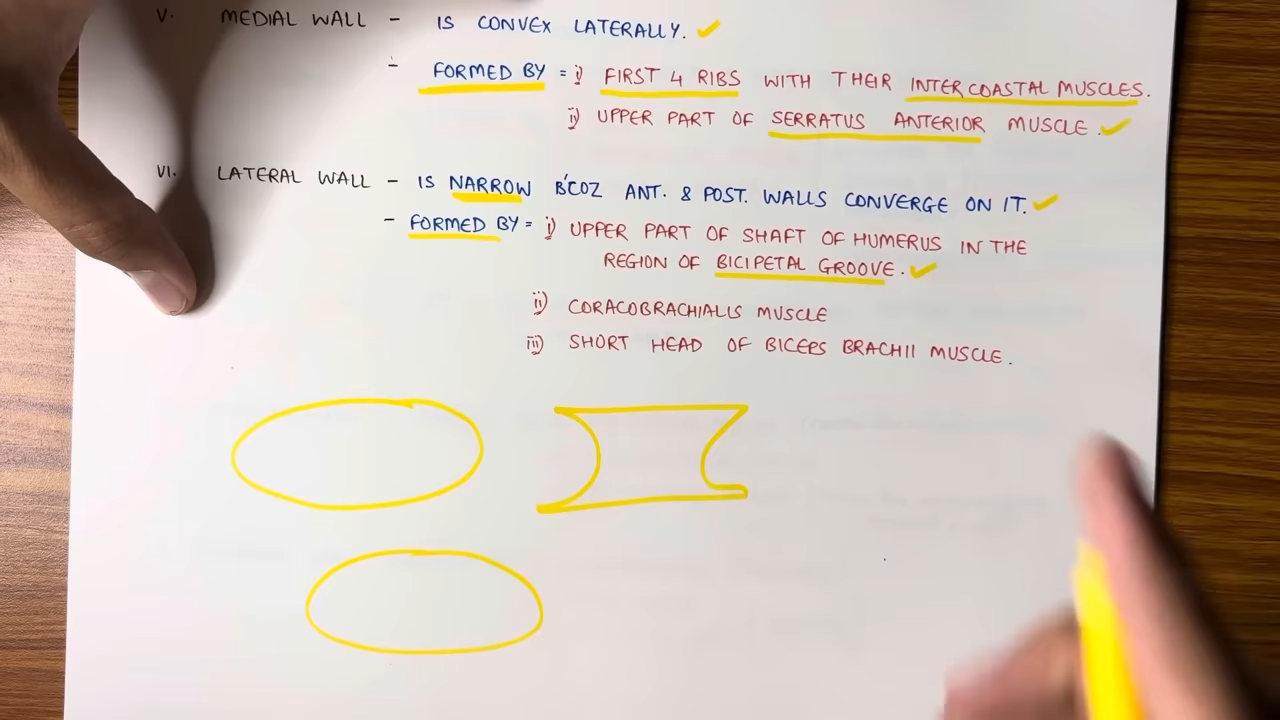 V. MEDIAL WALL - IS CONVEX LATERALLY. ✓
- FORMED BY = i) FIRST 4 RIBS WITH THEIR INTERCOASTAL MUSCLES.
ii) UPPER PART OF SERRATUS ANTERIOR MUSCLE. ✓
VI. LATERAL WALL - IS NARROW B'COZ ANT. & POST. WALLS CONVERGE ON IT. ✓
- FORMED BY = i) UPPER PART OF SHAFT OF HUMERUS IN THE
REGION OF BICIPETAL GROOVE. ✓
ii) CORACOBRACHIALIS MUSCLE
iii) SHORT HEAD OF BICEPS BRACHII MUSCLE.